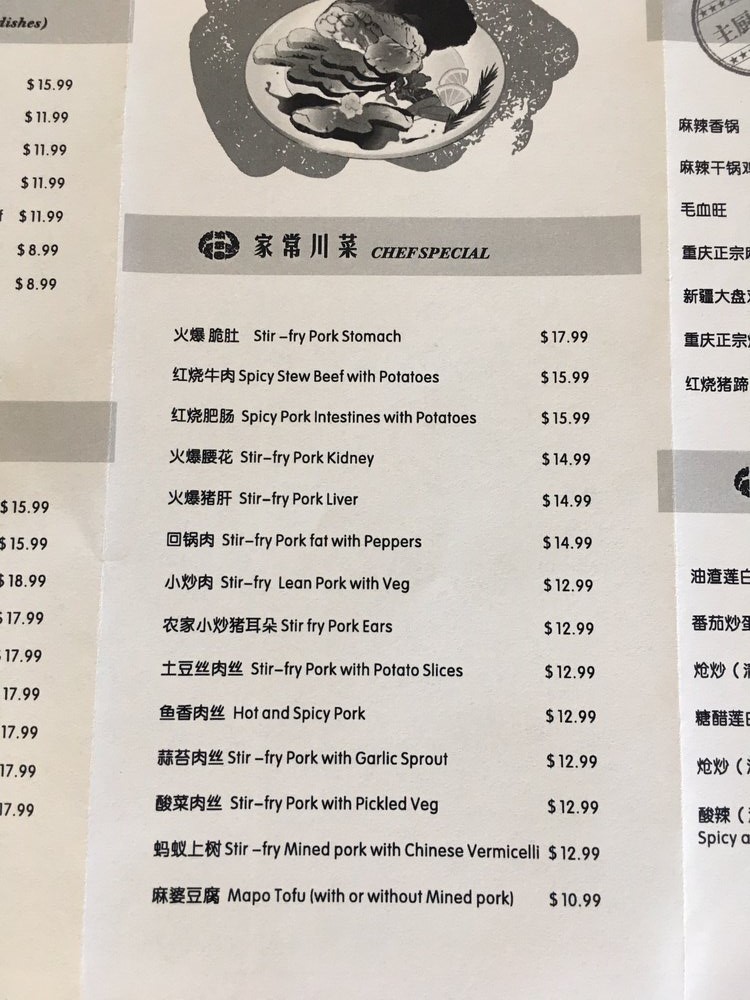 dishes)
$15.99
$11.99
$11.99
$11.99
$11.99
$8.99
$8.99
$15.99
$15.99
$18.99
$17.99
$17.99
17.99
17.99
17.99
17.99
家常川菜 CHEF SPECIAL
火爆脆肚 Stir –fry Pork Stomach $17.99
红烧牛肉 Spicy Stew Beef with Potatoes $15.99
红烧肥肠 Spicy Pork Intestines with Potatoes $15.99
火爆腰花 Stir–fry Pork Kidney $14.99
火爆猪肝 Stir–fry Pork Liver $14.99
回锅肉 Stir–fry Pork fat with Peppers $14.99
小炒肉 Stir–fry Lean Pork with Veg $12.99
农家小炒猪耳朵 Stir fry Pork Ears $12.99
土豆丝肉丝 Stir–fry Pork with Potato Slices $12.99
鱼香肉丝 Hot and Spicy Pork $12.99
蒜苔肉丝 Stir –fry Pork with Garlic Sprout $12.99
酸菜肉丝 Stir–fry Pork with Pickled Veg $12.99
蚂蚁上树 Stir –fry Mined pork with Chinese Vermicelli $12.99
麻婆豆腐 Mapo Tofu (with or without Mined pork) $10.99
主厨
麻辣香锅
麻辣干锅
毛血旺
重庆正宗
新疆大盘
重庆正宗
红烧猪蹄
油渣莲白
番茄炒蛋
炝炒（
糖醋莲白
炝炒（
酸辣（
Spicy a